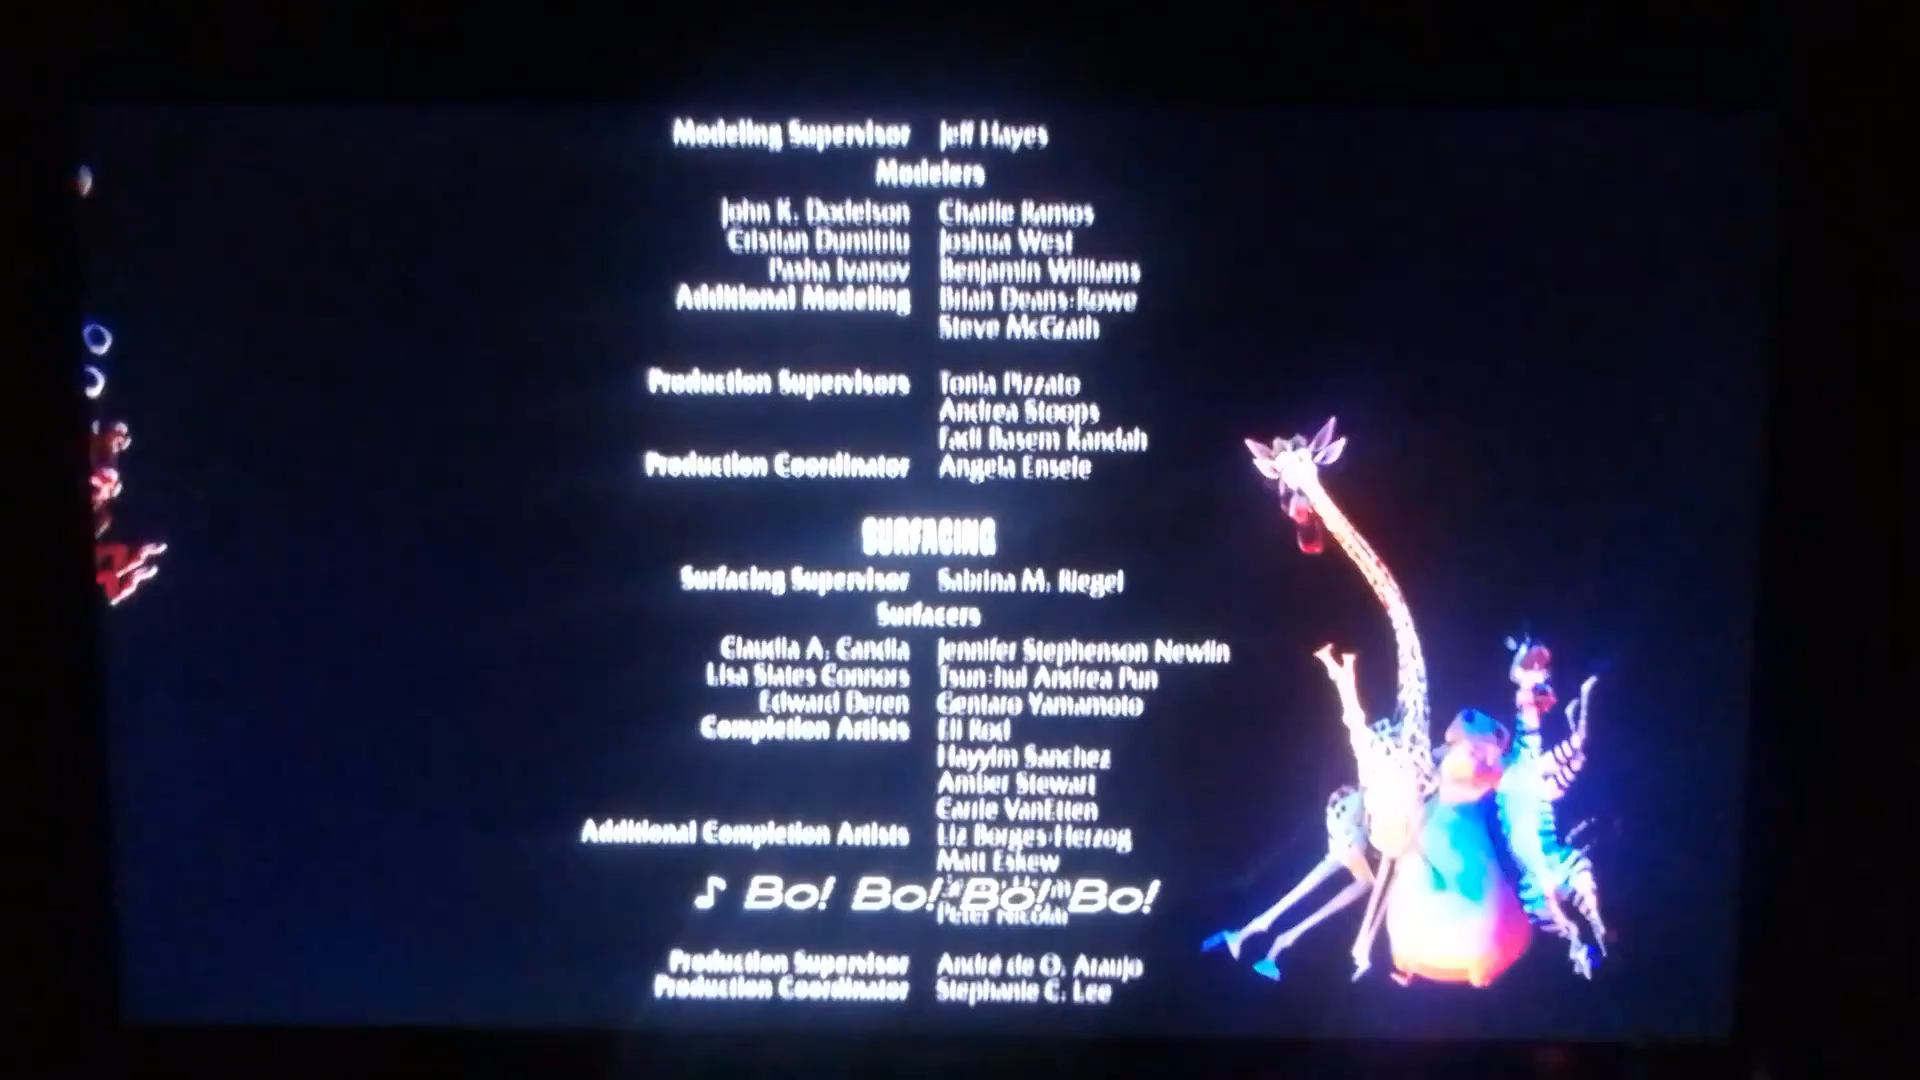 Modeling Supervisor Jeff Hayes
Modelers
John K. Dodelson Charlie Ramos
Cristian Dumitriu Joshua West
Pasha Ivanov Benjamin Williams
Additional Modeling Brian Deans-Rowe
Steve McGrath
Production Supervisors Tonia Pizzato
Andrea Stoops
Fadi Basem Kandah
Production Coordinator Angela Ensele
SURFACING
Surfacing Supervisor Sabrina M. Riegel
Surfacers
Claudia A. Candia Jennifer Stephenson Newlin
Lisa Slates Connors Tsun-hui Andrea Pun
Edward Deren Gentaro Yamamoto
Completion Artists Eli Rod
Hayyim Sanchez
Amber Stewart
Carrie VanEtten
Additional Completion Artists Liz Borges-Herzog
Matt Eskew
♪ Bo! Bo! Bo! Bo!
Peter Nicolai
Production Supervisor André de O. Araujo
Production Coordinator Stephanie C. Lee